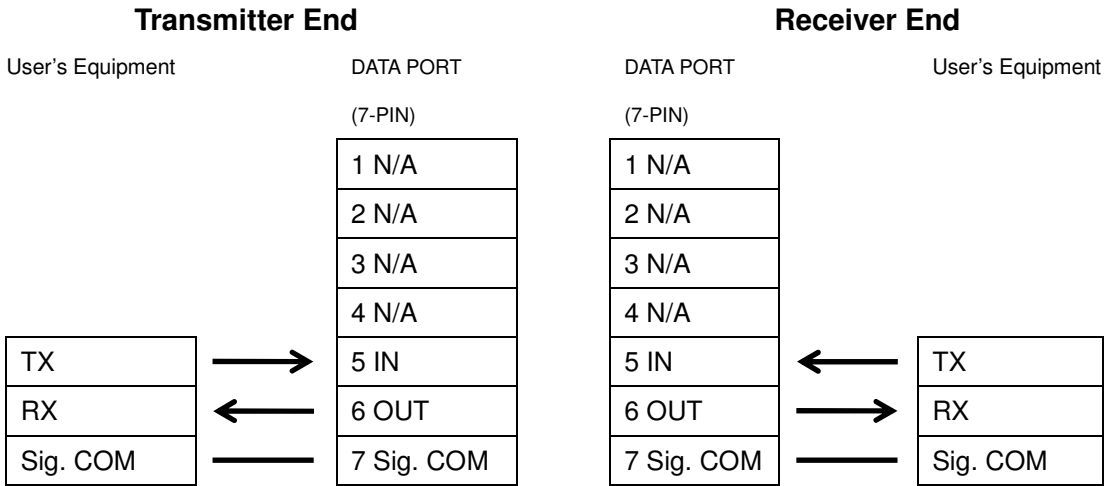 Transmitter End
Receiver End
User's Equipment
DATA PORT
DATA PORT
User's Equipment
(7-PIN)
(7-PIN)
1 N/A
1 N/A
2 N/A
2 N/A
3 N/A
3 N/A
4 N/A
4 N/A
TX
5 IN
5 IN
TX
RX
6 OUT
6 OUT
RX
Sig. COM
7 Sig. COM
7 Sig. COM
Sig. COM